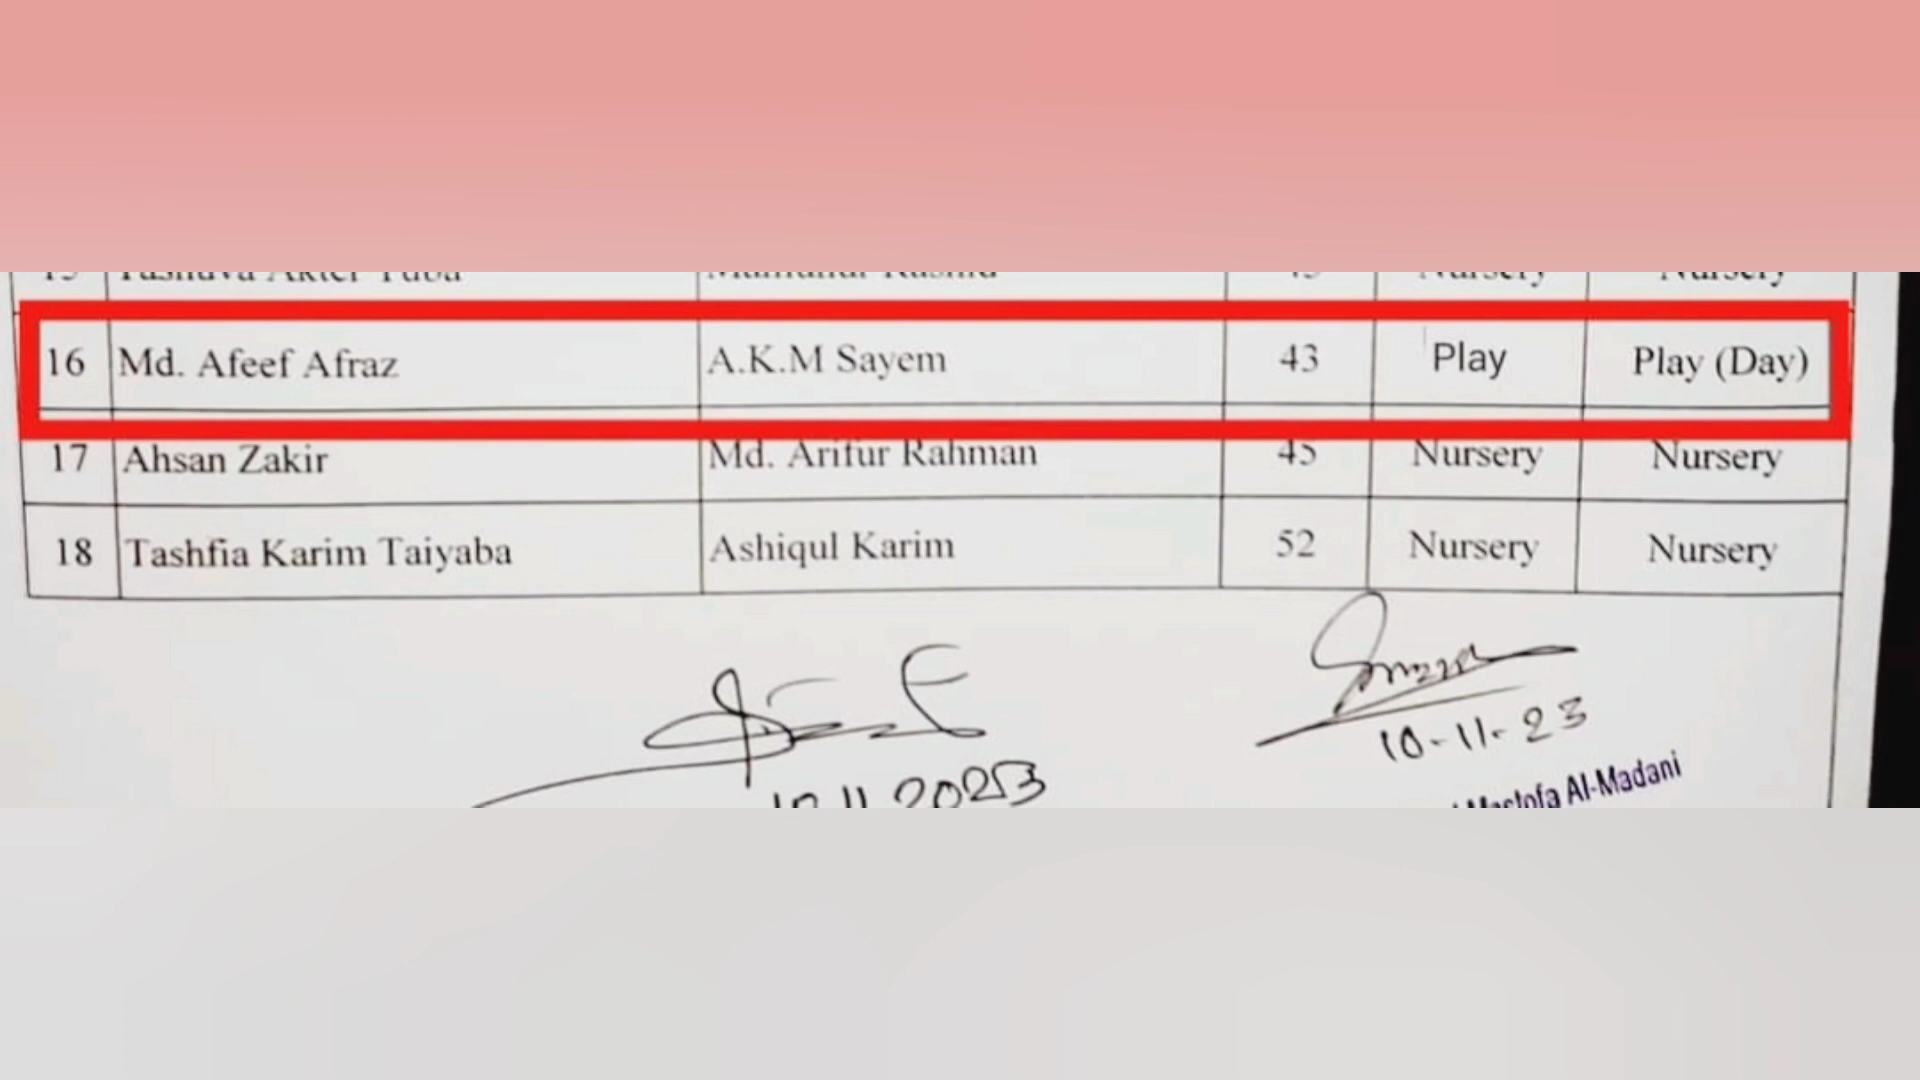 16 Md. Afeef Afraz A.K.M Sayem 43 Play Play (Day)
17 Ahsan Zakir Md. Arifur Rahman 45 Nursery Nursery
18 Tashfia Karim Taiyaba Ashiqul Karim 52 Nursery Nursery
10-11-23
Al-Madani